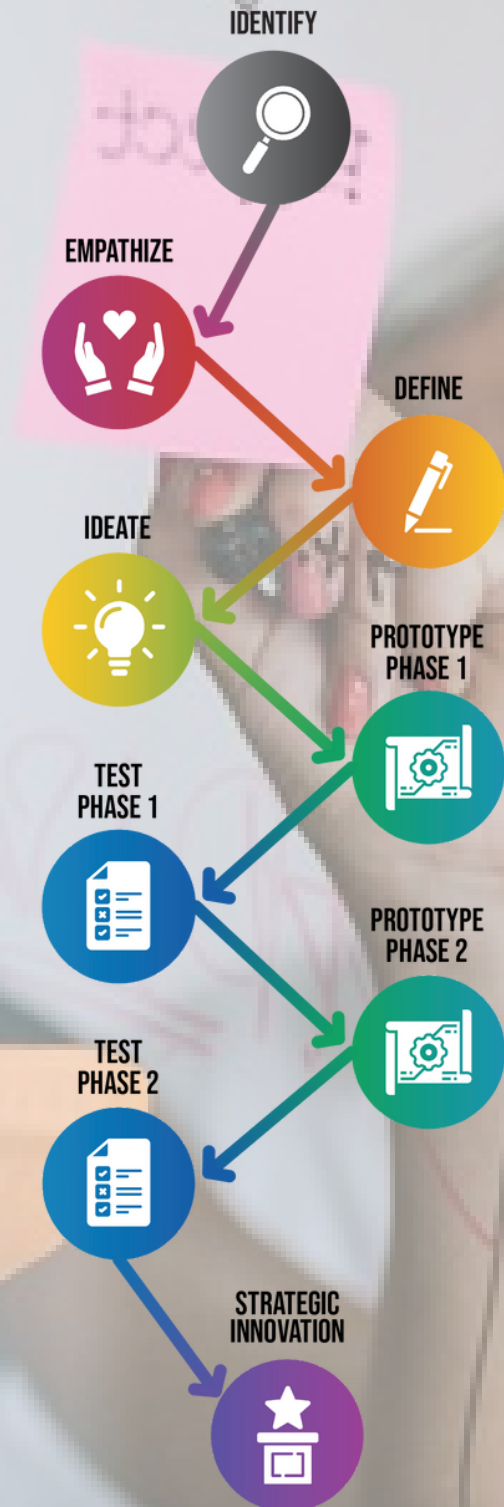 IDENTIFY
EMPATHIZE
DEFINE
IDEATE
PROTOTYPE
PHASE 1
TEST
PHASE 1
PROTOTYPE
PHASE 2
TEST
PHASE 2
STRATEGIC
INNOVATION